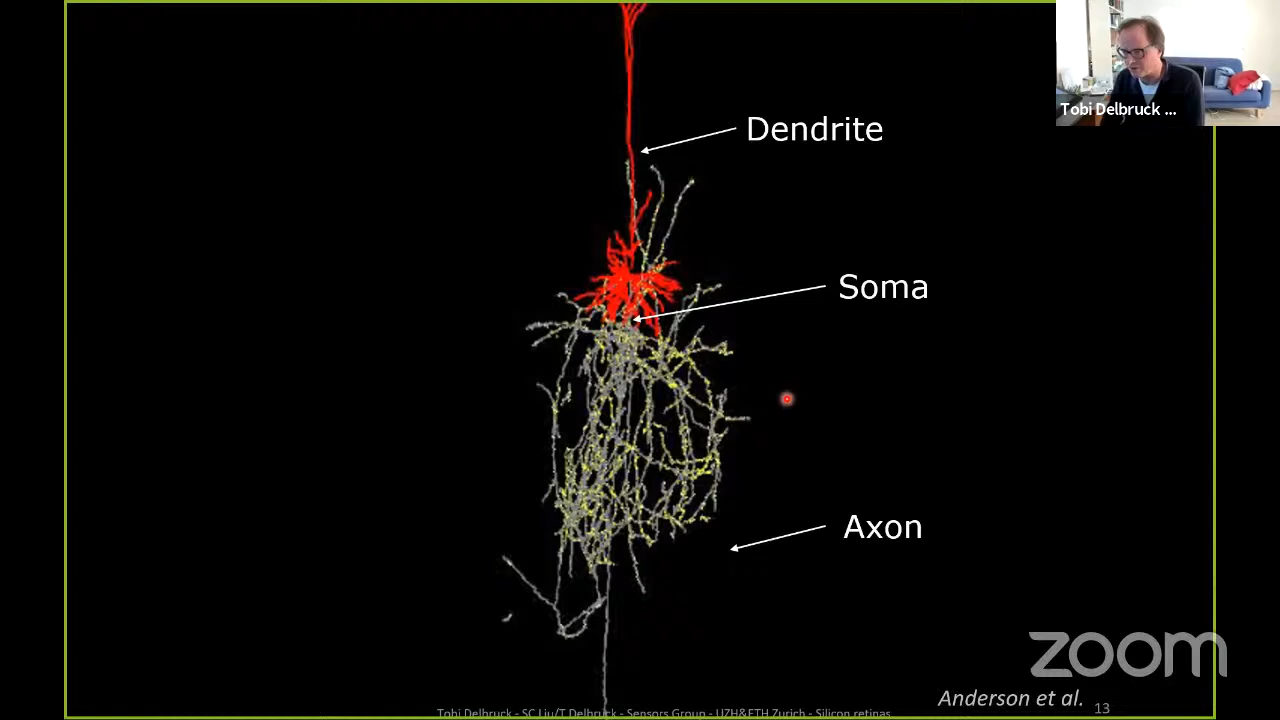 Tobi Delbruck ...
Dendrite
Soma
Axon
zoom
Anderson et al.
13
Tobi Delbruck - SC Liu/T Delbruck - Sensors Group - UZH&ETH Zurich - Silicon retinas